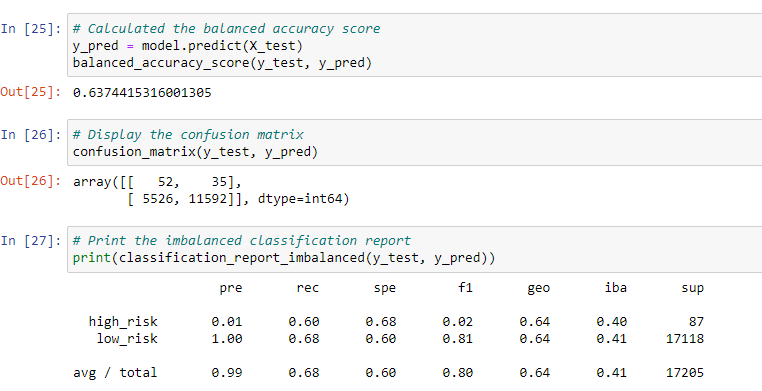 In [25]: # Calculated the balanced accuracy score
y_pred = model.predict(X_test)
balanced_accuracy_score(y_test, y_pred)
Out[25]: 0.6374415316001305
In [26]: # Display the confusion matrix
confusion_matrix(y_test, y_pred)
Out[26]: array([[   52,    35],
       [ 5526, 11592]], dtype=int64)
In [27]: # Print the imbalanced classification report
print(classification_report_imbalanced(y_test, y_pred))
pre rec spe f1 geo iba sup
high_risk 0.01 0.60 0.68 0.02 0.64 0.40 87
low_risk 1.00 0.68 0.60 0.81 0.64 0.41 17118
avg / total 0.99 0.68 0.60 0.80 0.64 0.41 17205